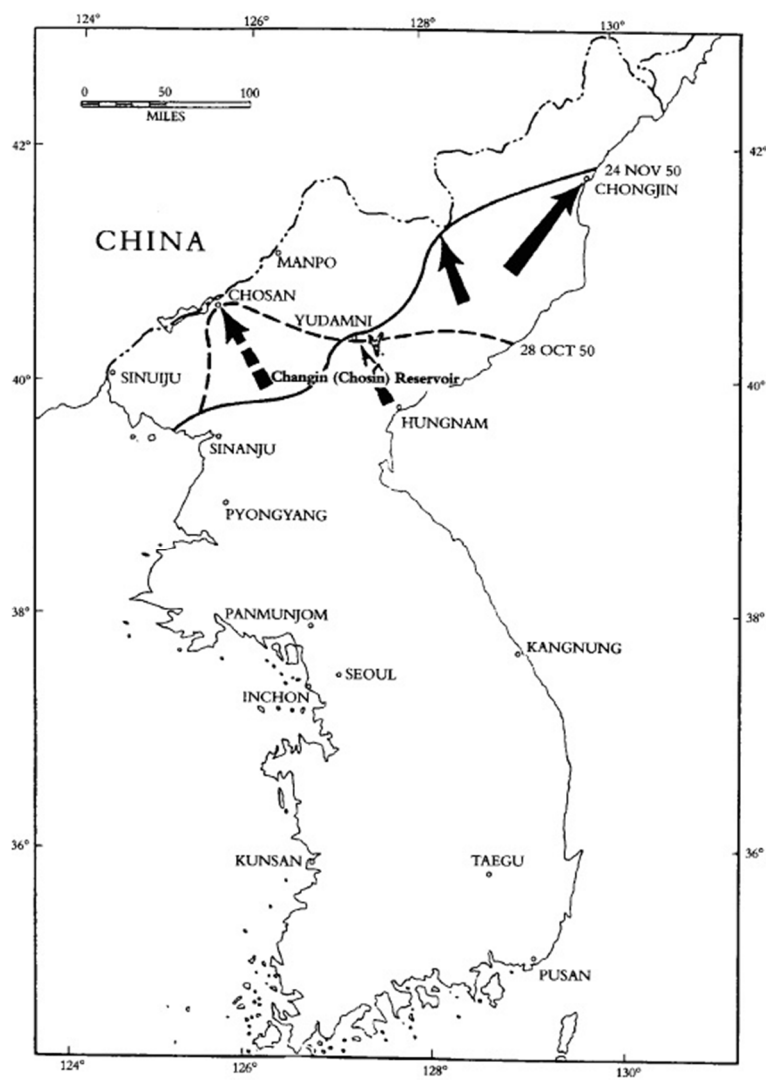 124° 126° 128° 130°
0 50 100
MILES
42° 42°
24 NOV 50
CHONGJIN
CHINA
MANPO
CHOSAN
YUDAMNI
28 OCT 50
SINUIJU
Changin (Chosin) Reservoir
40° 40°
HUNGNAM
SINANJU
PYONGYANG
38° 38°
PANMUNJOM
KANGNUNG
SEOUL
INCHON
36° 36°
KUNSAN
TAEGU
PUSAN
124° 126° 128° 130°